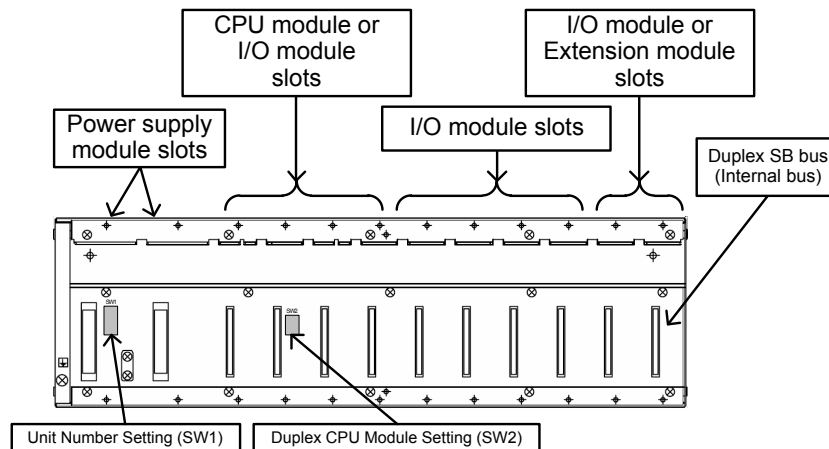 CPU module or
I/O module
slots
I/O module or
Extension module
slots
Power supply
module slots
I/O module slots
Duplex SB bus
(Internal bus)
SW1
SW2
Unit Number Setting (SW1)
Duplex CPU Module Setting (SW2)